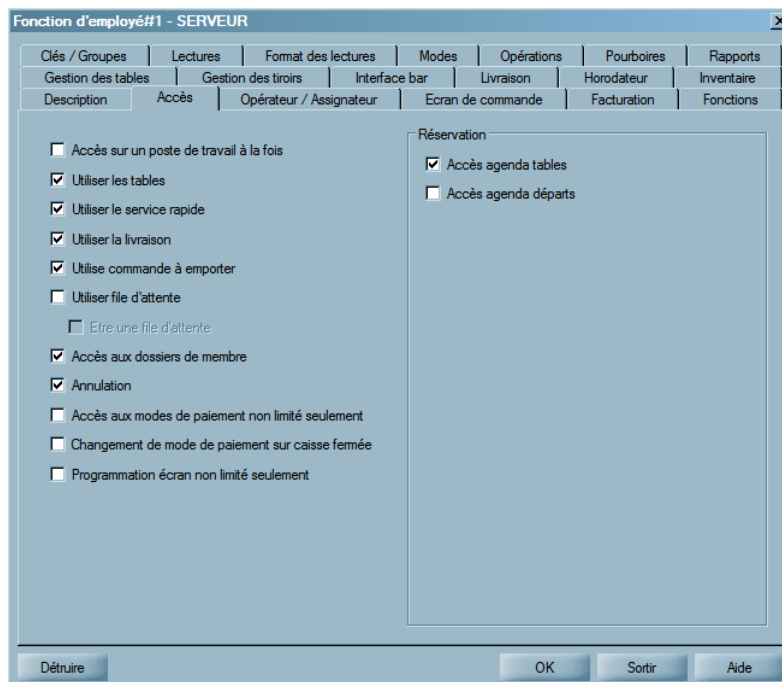 Fonction d'employé#1 - SERVEUR
Clés / Groupes Lectures Format des lectures Modes Opérations Pourboires Rapports
Gestion des tables Gestion des tiroirs Interface bar Livraison Horodateur Inventaire
Description Accès Opérateur / Assignateur Ecran de commande Facturation Fonctions
Accès sur un poste de travail à la fois
Utiliser les tables
Utiliser le service rapide
Utiliser la livraison
Utilise commande à emporter
Utiliser file d'attente
Etre une file d'attente
Accès aux dossiers de membre
Annulation
Accès aux modes de paiement non limité seulement
Changement de mode de paiement sur caisse fermée
Programmation écran non limité seulement
Réservation
Accès agenda tables
Accès agenda départs
Détruire OK Sortir Aide